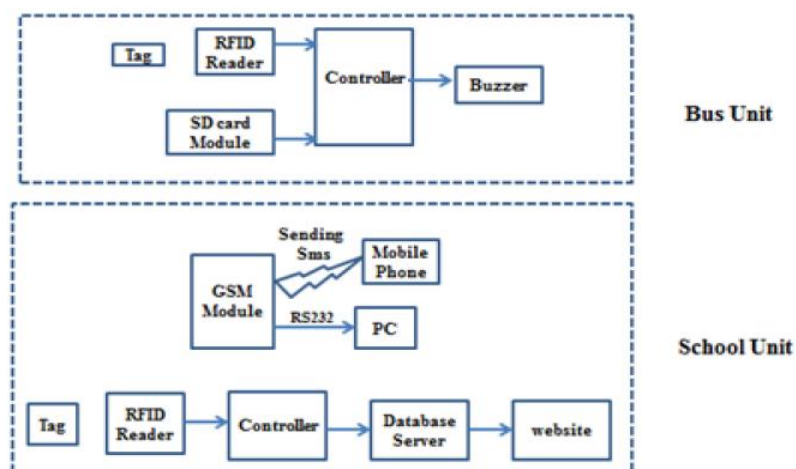 Tag
RFID
Reader
Controller
Buzzer
SD card
Module
Bus Unit
Sending
Sms
Mobile
Phone
GSM
Module
RS232
PC
School Unit
Tag
RFID
Reader
Controller
Database
Server
website